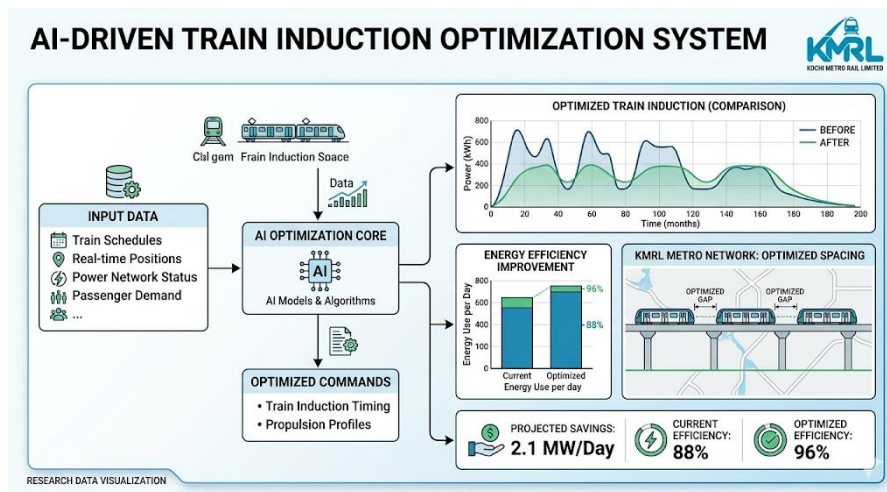 AI-DRIVEN TRAIN INDUCTION OPTIMIZATION SYSTEM
KMRL
KOCHI METRO RAIL LIMITED
Clal gem Frain Induction Space
Data
INPUT DATA
Train Schedules
Real-time Positions
Power Network Status
Passenger Demand
...
AI OPTIMIZATION CORE
AI
AI Models & Algorithms
OPTIMIZED COMMANDS
• Train Induction Timing
• Propulsion Profiles
OPTIMIZED TRAIN INDUCTION (COMPARISON)
BEFORE
AFTER
Power (kWh)
800
600
400
200
0
0 20 40 60 80 100 120 140 160 180 200
Time (months)
ENERGY EFFICIENCY
IMPROVEMENT
Energy Use per Day
800
600
600
400
100
0
96%
88%
Current
Optimized
Energy Use per day
KMRL METRO NETWORK: OPTIMIZED SPACING
OPTIMIZED
GAP
OPTIMIZED
GAP
$
PROJECTED SAVINGS:
2.1 MW/Day
CURRENT
EFFICIENCY:
88%
OPTIMIZED
EFFICIENCY:
96%
RESEARCH DATA VISUALIZATION